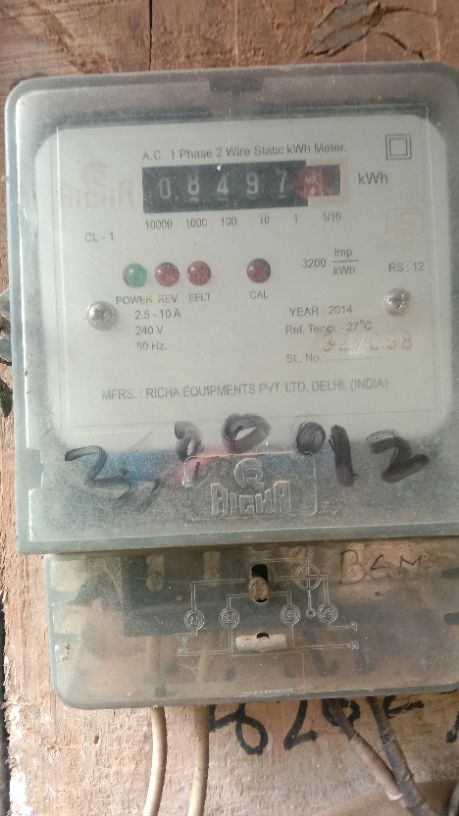 A.C. 1 Phase 2 Wire Static kWh Meter.
08497
kWh
10000 1000 100 10 1 1/10
CL - 1
3200 Imp/kWh
RS : 12
POWER REV. EFLT CAL
2.5 - 10 A
240 V.
50 Hz.
YEAR : 2014
Ref. Temp. - 27°C
SL. No.
MFRS. : RICHA EQUIPMENTS PVT. LTD. DELHI, (INDIA)
RICHA